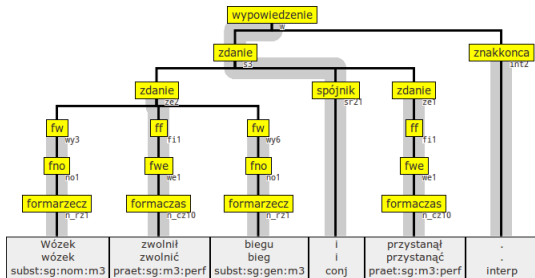 wypowiedzenie
w
zdanie znakkonca
s3 int2
zdanie spójnik zdanie
ze2 sr21 ze1
fw ff fw ff
wy3 fi1 wy6 fi1
fno fwe fno fwe
no1 we1 no1 we1
formarzecz formaczas formarzecz formaczas
n_rz1 n_cz10 n_rz1 n_cz10
Wózek zwolnił biegu i przystanął .
wózek zwolnić bieg i przystanąć .
subst:sg:nom:m3 praet:sg:m3:perf subst:sg:gen:m3 conj praet:sg:m3:perf interp